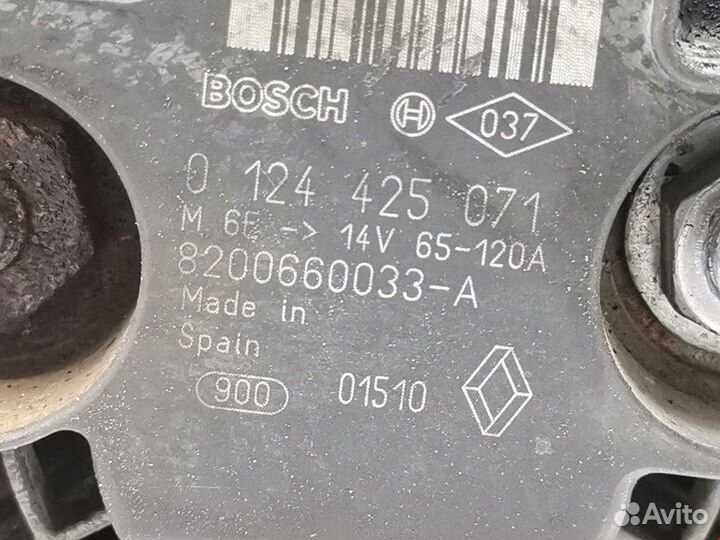 BOSCH H 037
0 124 425 071
M. 6E -> 14V 65-120A
8200660033-A
Made in
Spain
900 01510
Avito